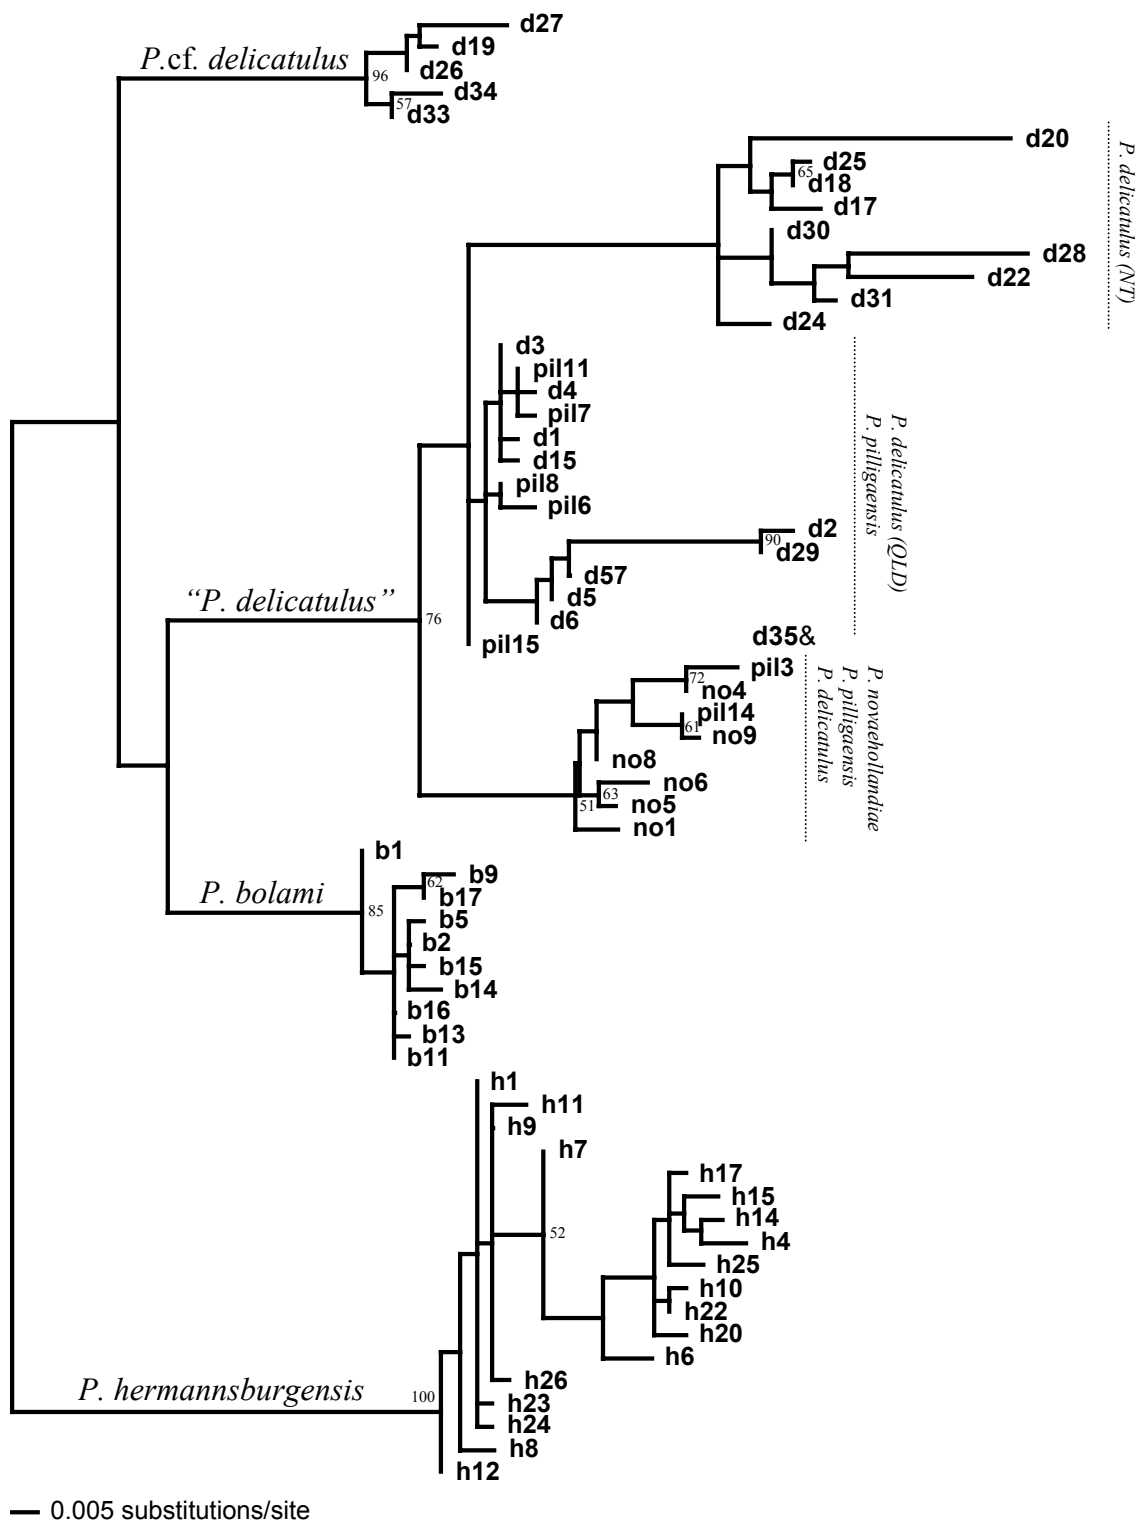 d27
P.cf. delicatulus
d19
d26
96
d34
57
d33
d20
d25
65
d18
d17
d30
d28
d22
d31
d24
P. delicatulus (NT)
d3
pil11
d4
pil7
d1
d15
pil8
pil6
d2
90
d29
d57
d5
d6
pil15
P. delicatulus (QLD)
P. pilligaensis
“P. delicatulus”
76
d35&
pil3
72
no4
pil14
61
no9
no8
no6
63
51
no5
no1
P. novaehollandiae
P. pilligaensis
P. delicatulus
b1
b9
62
b17
P. bolami
85
b5
b2
b15
b14
b16
b13
b11
h1
h11
h9
h7
h17
h15
h14
52
h4
h25
h10
h22
h20
h6
h26
P. hermannsburgensis
100
h23
h24
h8
h12
0.005 substitutions/site